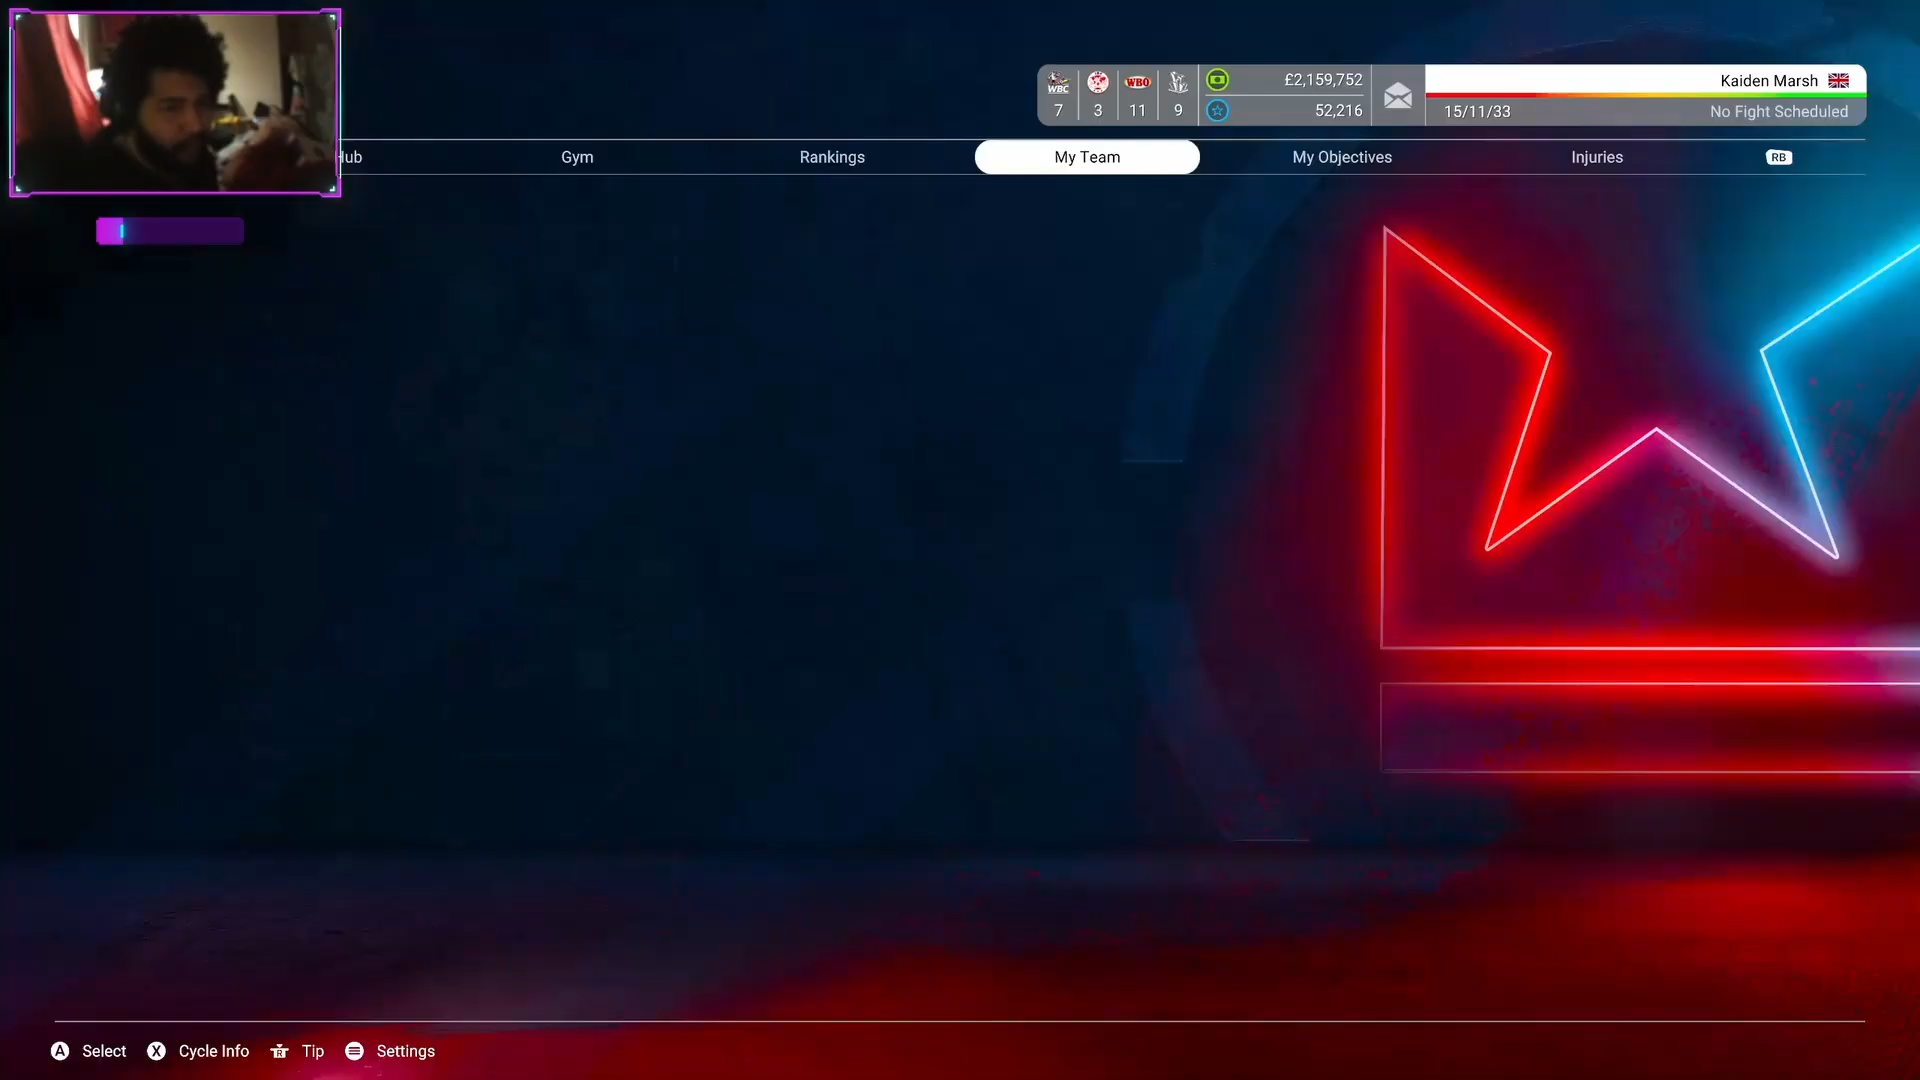 WBC WBO £2,159,752 Kaiden Marsh
7 3 11 9 52,216 15/11/33 No Fight Scheduled
Hub Gym Rankings My Team My Objectives Injuries RB
A Select X Cycle Info R Tip Settings